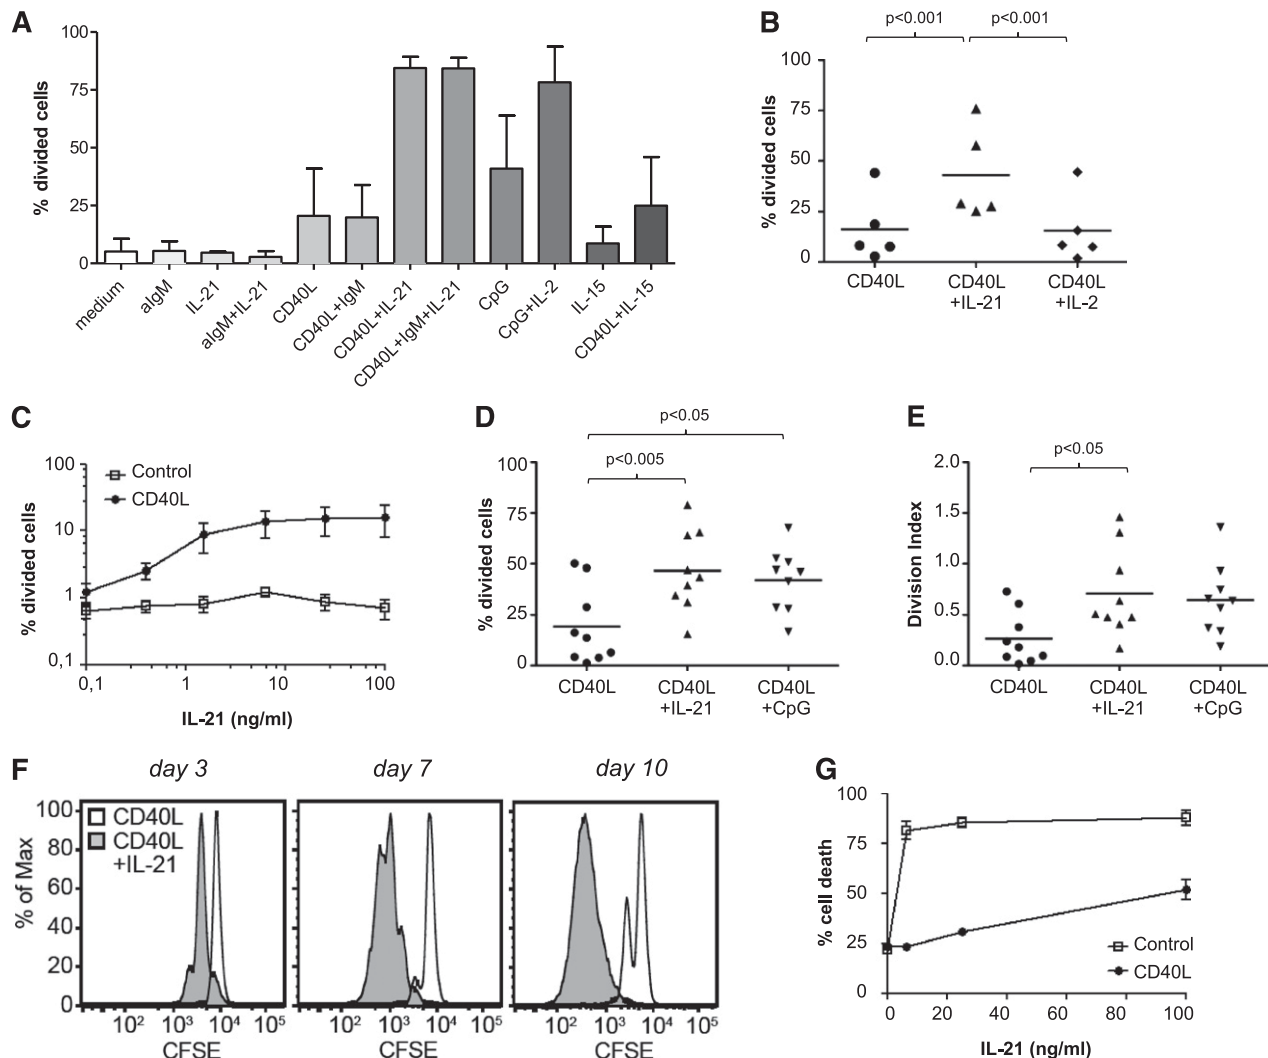 A
% divided cells
100
75
50
25
0
medium
aIgM
IL-21
aIgM+IL-21
CD40L
CD40L+IgM
CD40L+IL-21
CD40L+IgM+IL-21
CpG
CpG+IL-2
IL-15
CD40L+IL-15
B
p<0.001
p<0.001
% divided cells
100
75
50
25
0
CD40L
CD40L
+IL-21
CD40L
+IL-2
C
% divided cells
100
10
1
0,1
Control
CD40L
0,1
1
10
100
IL-21 (ng/ml)
D
p<0.05
p<0.005
% divided cells
100
75
50
25
0
CD40L
CD40L
+IL-21
CD40L
+CpG
E
p<0.05
Division Index
2.0
1.5
1.0
0.5
0.0
CD40L
CD40L
+IL-21
CD40L
+CpG
F
day 3
day 7
day 10
% of Max
100
80
60
40
20
0
CD40L
CD40L
+IL-21
10² 10³ 10⁴ 10⁵
CFSE
10² 10³ 10⁴ 10⁵
CFSE
10² 10³ 10⁴ 10⁵
CFSE
G
% cell death
100
75
50
25
0
Control
CD40L
0 20 40 60 80 100
IL-21 (ng/ml)